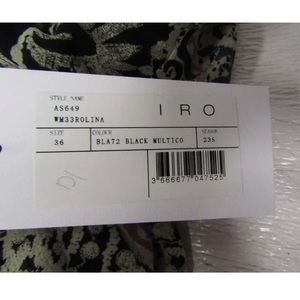 STYLE NAME
AS649
WM33ROLINA
IRO
SIZE COLOUR SEASON
36 BLA72 BLACK MULTICO 23S
3 666677 047525